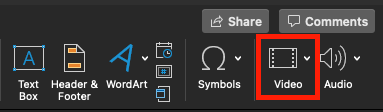 Share
Comments
Text
Box
Header &
Footer
WordArt
Symbols
Video
Audio